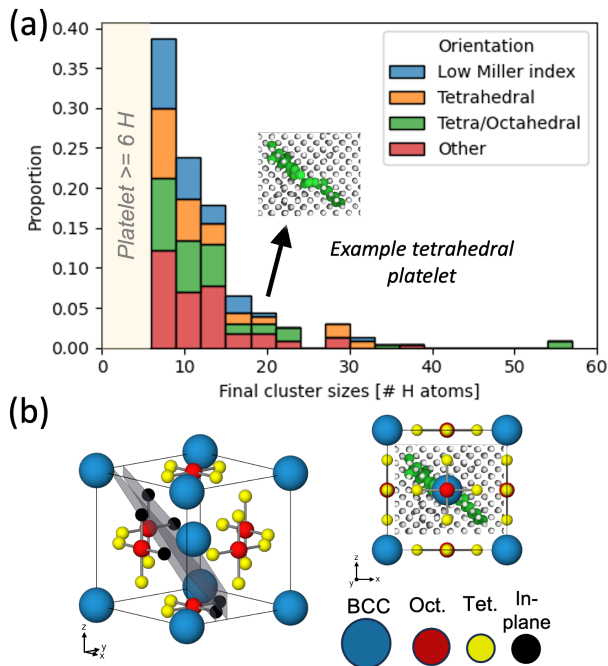 (a)
0.40
0.35
0.30
0.25
0.20
0.15
0.10
0.05
0.00
Proportion
Platelet >= 6 H
Orientation
Low Miller index
Tetrahedral
Tetra/Octahedral
Other
Example tetrahedral
platelet
0 10 20 30 40 50 60
Final cluster sizes [# H atoms]
(b)
z
y
x
z
y
x
BCC Oct. Tet. In-
plane